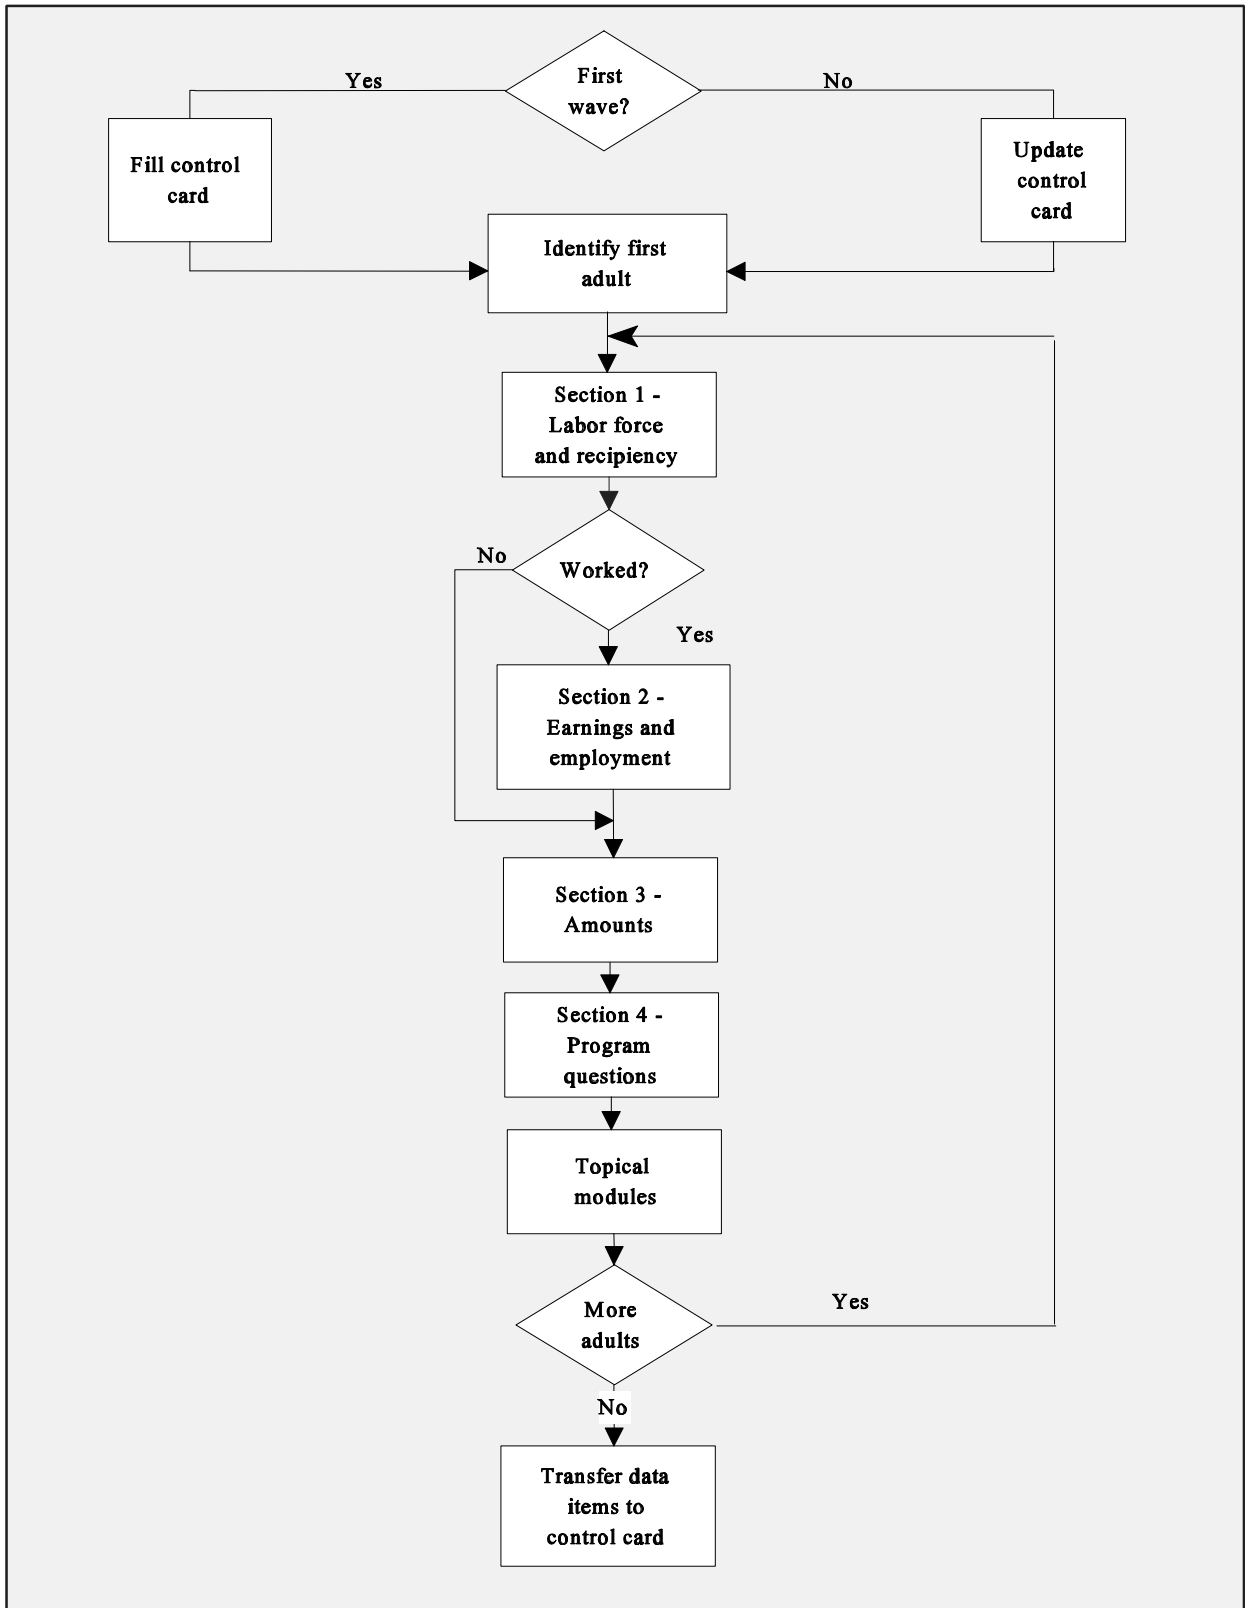 First
wave?
Yes
No
Fill control
card
Update
control
card
Identify first
adult
Section 1 -
Labor force
and recipiency
No
Worked?
Yes
Section 2 -
Earnings and
employment
Section 3 -
Amounts
Section 4 -
Program
questions
Topical
modules
More
adults
Yes
No
Transfer data
items to
control card